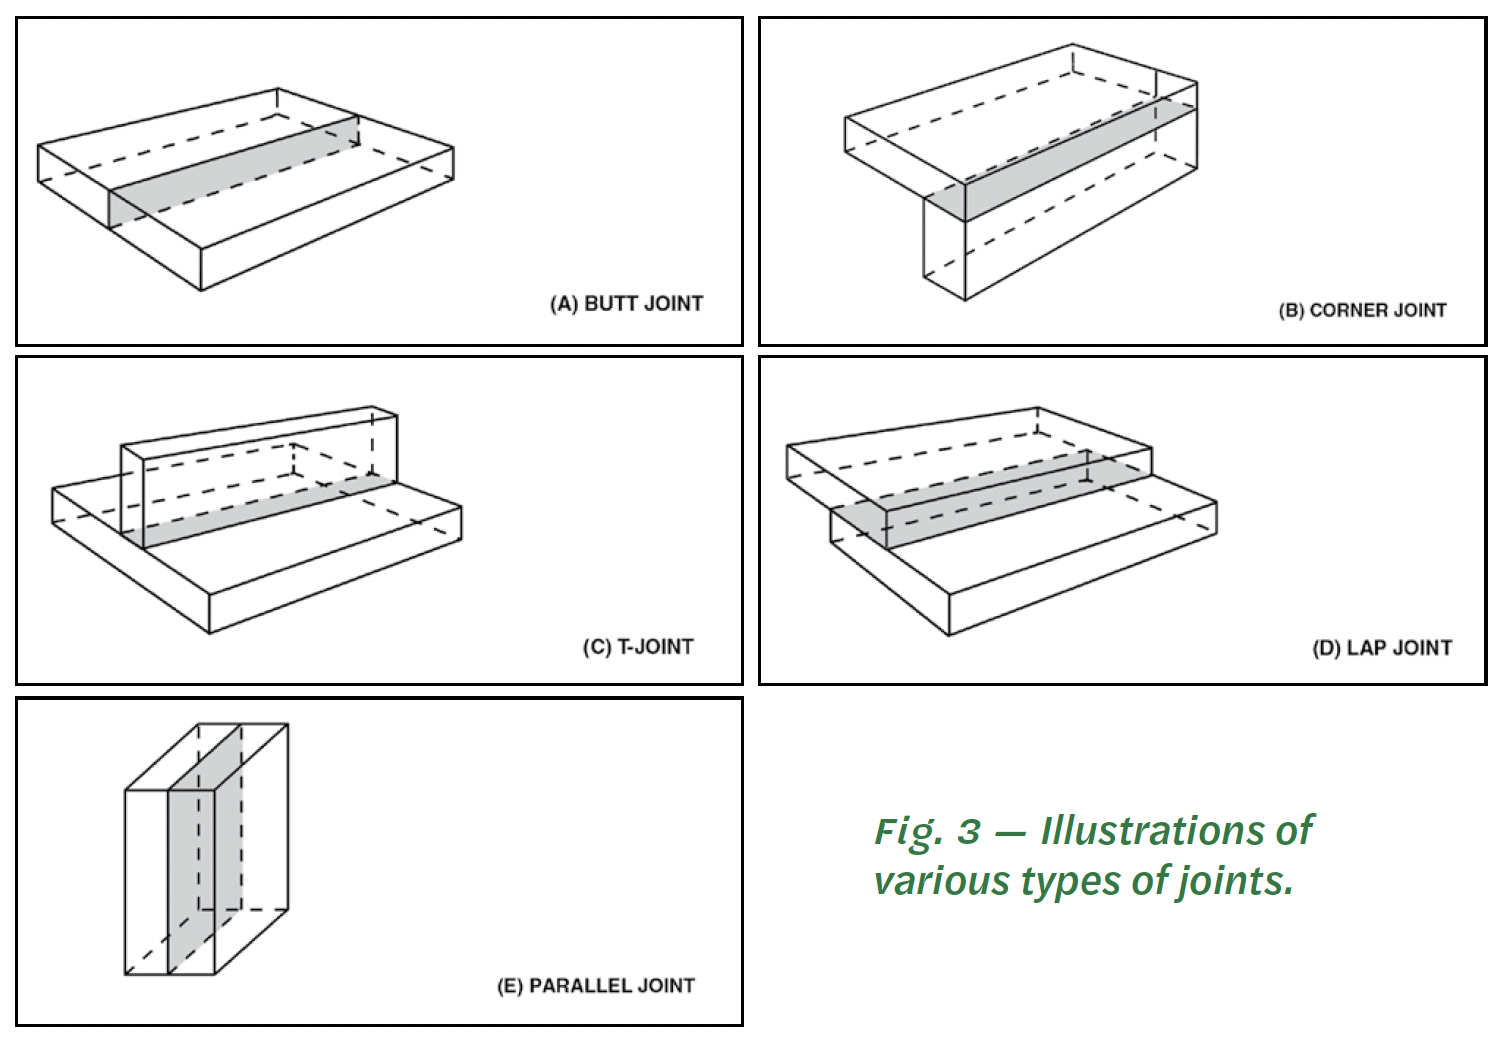 (A) BUTT JOINT
(B) CORNER JOINT
(C) T-JOINT
(D) LAP JOINT
(E) PARALLEL JOINT
Fig. 3 — Illustrations of
various types of joints.